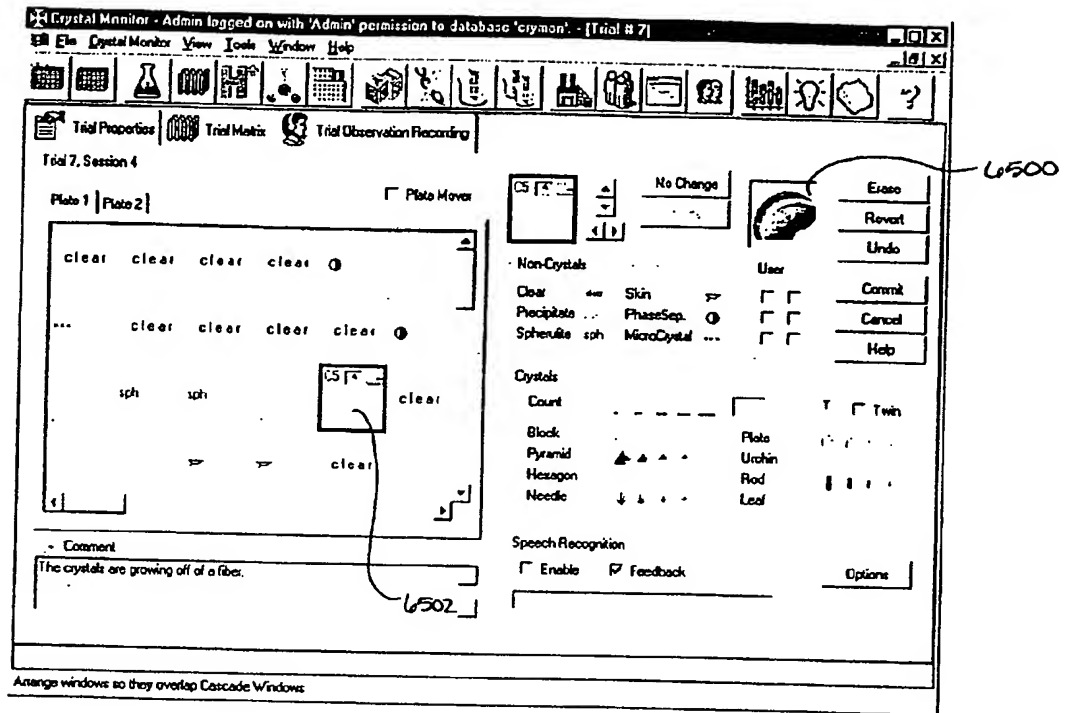 Crystal Monitor - Admin logged on with 'Admin' permission to database 'crymon'. - [Trial # 7]
File Crystal Monitor View Tools Window Help
Trial Properties Trial Matrix Trial Observation Recording
6500
Trial 7, Session 4
Plate 1 Plate 2 Plate Mover
C5 4 No Change
Erase
Revert
Undo
Commit
Cancel
Help
clear clear clear clear
clear clear clear clear
sph sph C5 4 clear
clear
Non-Crystals User
Clear clear Skin
Precipitate PhaseSep.
Spherulite sph MicroCrystal
Crystals
Count T Twin
Block Plate
Pyramid Urchin
Hexagon Rod
Needle Leaf
Comment
The crystals are growing off of a fiber.
6502
Speech Recognition
Enable Feedback Options
Arrange windows so they overlap Cascade Windows